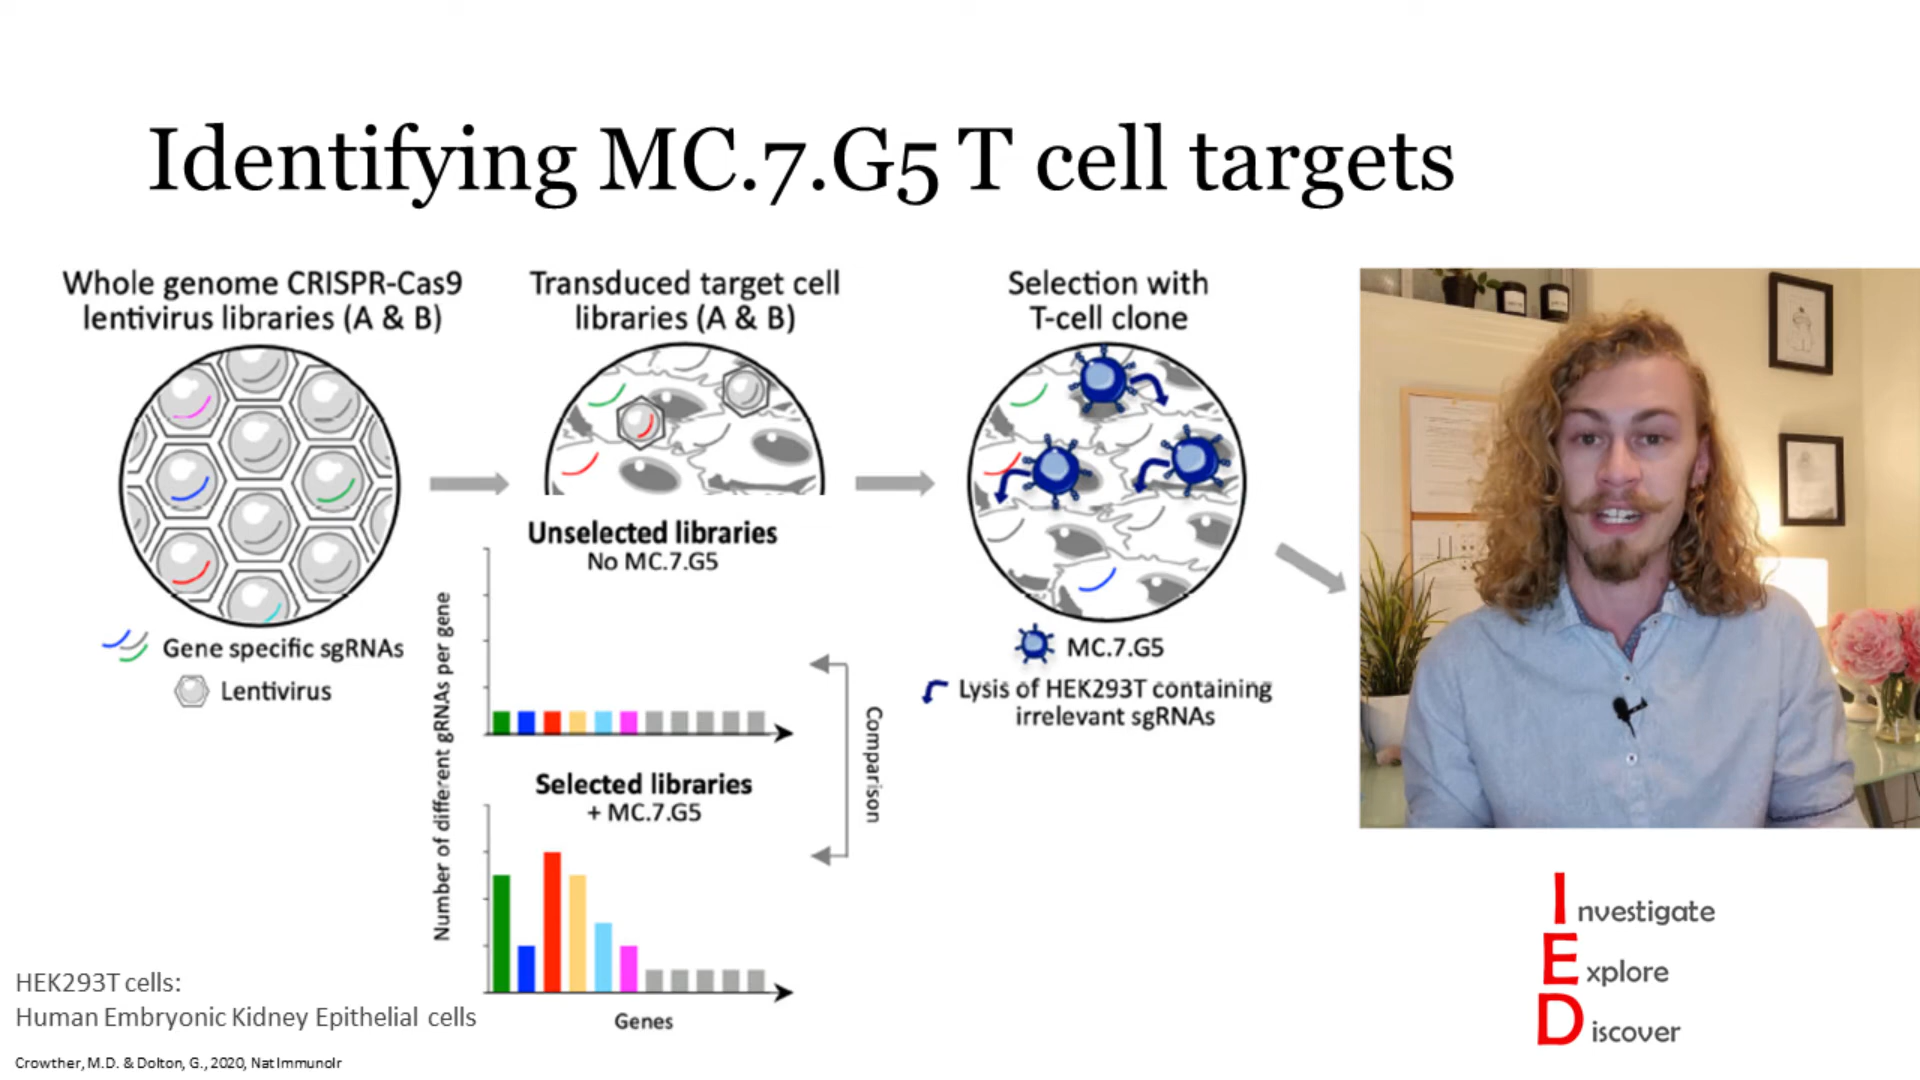 Identifying MC.7.G5 T cell targets
Whole genome CRISPR-Cas9
lentivirus libraries (A & B)
Gene specific sgRNAs
Lentivirus
Transduced target cell
libraries (A & B)
Selection with
T-cell clone
MC.7.G5
Lysis of HEK293T containing
irrelevant sgRNAs
Unselected libraries
No MC.7.G5
Number of different gRNAs per gene
Comparison
Selected libraries
+ MC.7.G5
Genes
HEK293T cells:
Human Embryonic Kidney Epithelial cells
Crowther, M.D. & Dolton, G., 2020, Nat Immunolr
Investigate
Explore
Discover